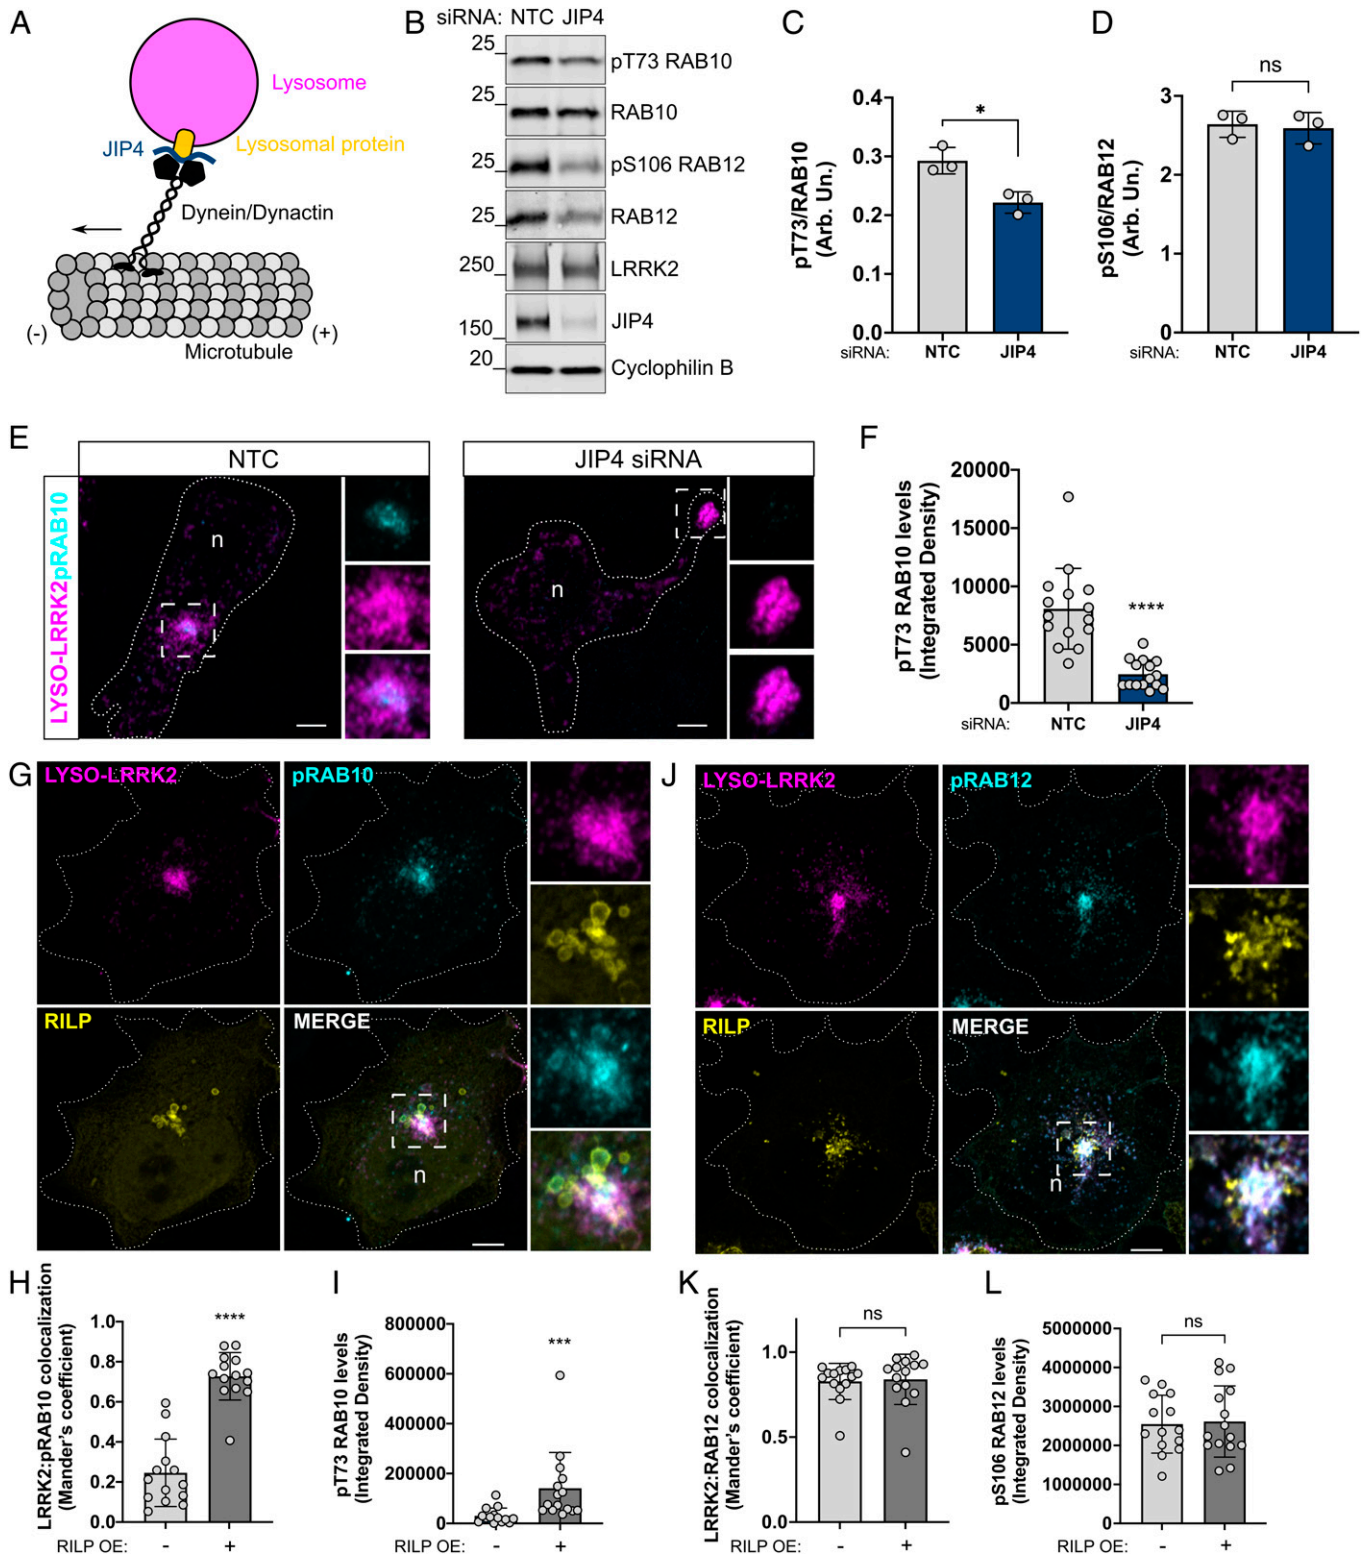 A
Lysosome
JIP4
Lysosomal protein
Dynein/Dynactin
(-)
(+)
Microtubule
B
siRNA: NTC JIP4
25
pT73 RAB10
25
RAB10
25
pS106 RAB12
25
RAB12
250
LRRK2
150
JIP4
20
Cyclophilin B
C
pT73/RAB10
(Arb. Un.)
0.4
0.3
0.2
0.1
0.0
*
siRNA: NTC JIP4
D
pS106/RAB12
(Arb. Un.)
3
2
1
0
ns
siRNA: NTC JIP4
E
NTC
JIP4 siRNA
LYSO-LRRK2 pRAB10
n
n
F
pT73 RAB10 levels
(Integrated Density)
20000
15000
10000
5000
0
****
siRNA: NTC JIP4
G
LYSO-LRRK2
pRAB10
RILP
MERGE
n
J
LYSO-LRRK2
pRAB12
RILP
MERGE
n
H
LRRK2:pRAB10 colocalization
(Mander's coefficient)
1.0
0.8
0.6
0.4
0.2
0.0
****
RILP OE: - +
I
pT73 RAB10 levels
(Integrated Density)
800000
600000
400000
200000
0
***
RILP OE: - +
K
LRRK2:RAB12 colocalization
(Mander's coefficient)
1.0
0.5
0.0
ns
RILP OE: - +
L
pS106 RAB12 levels
(Integrated Density)
5000000
4000000
3000000
2000000
1000000
0
ns
RILP OE: - +